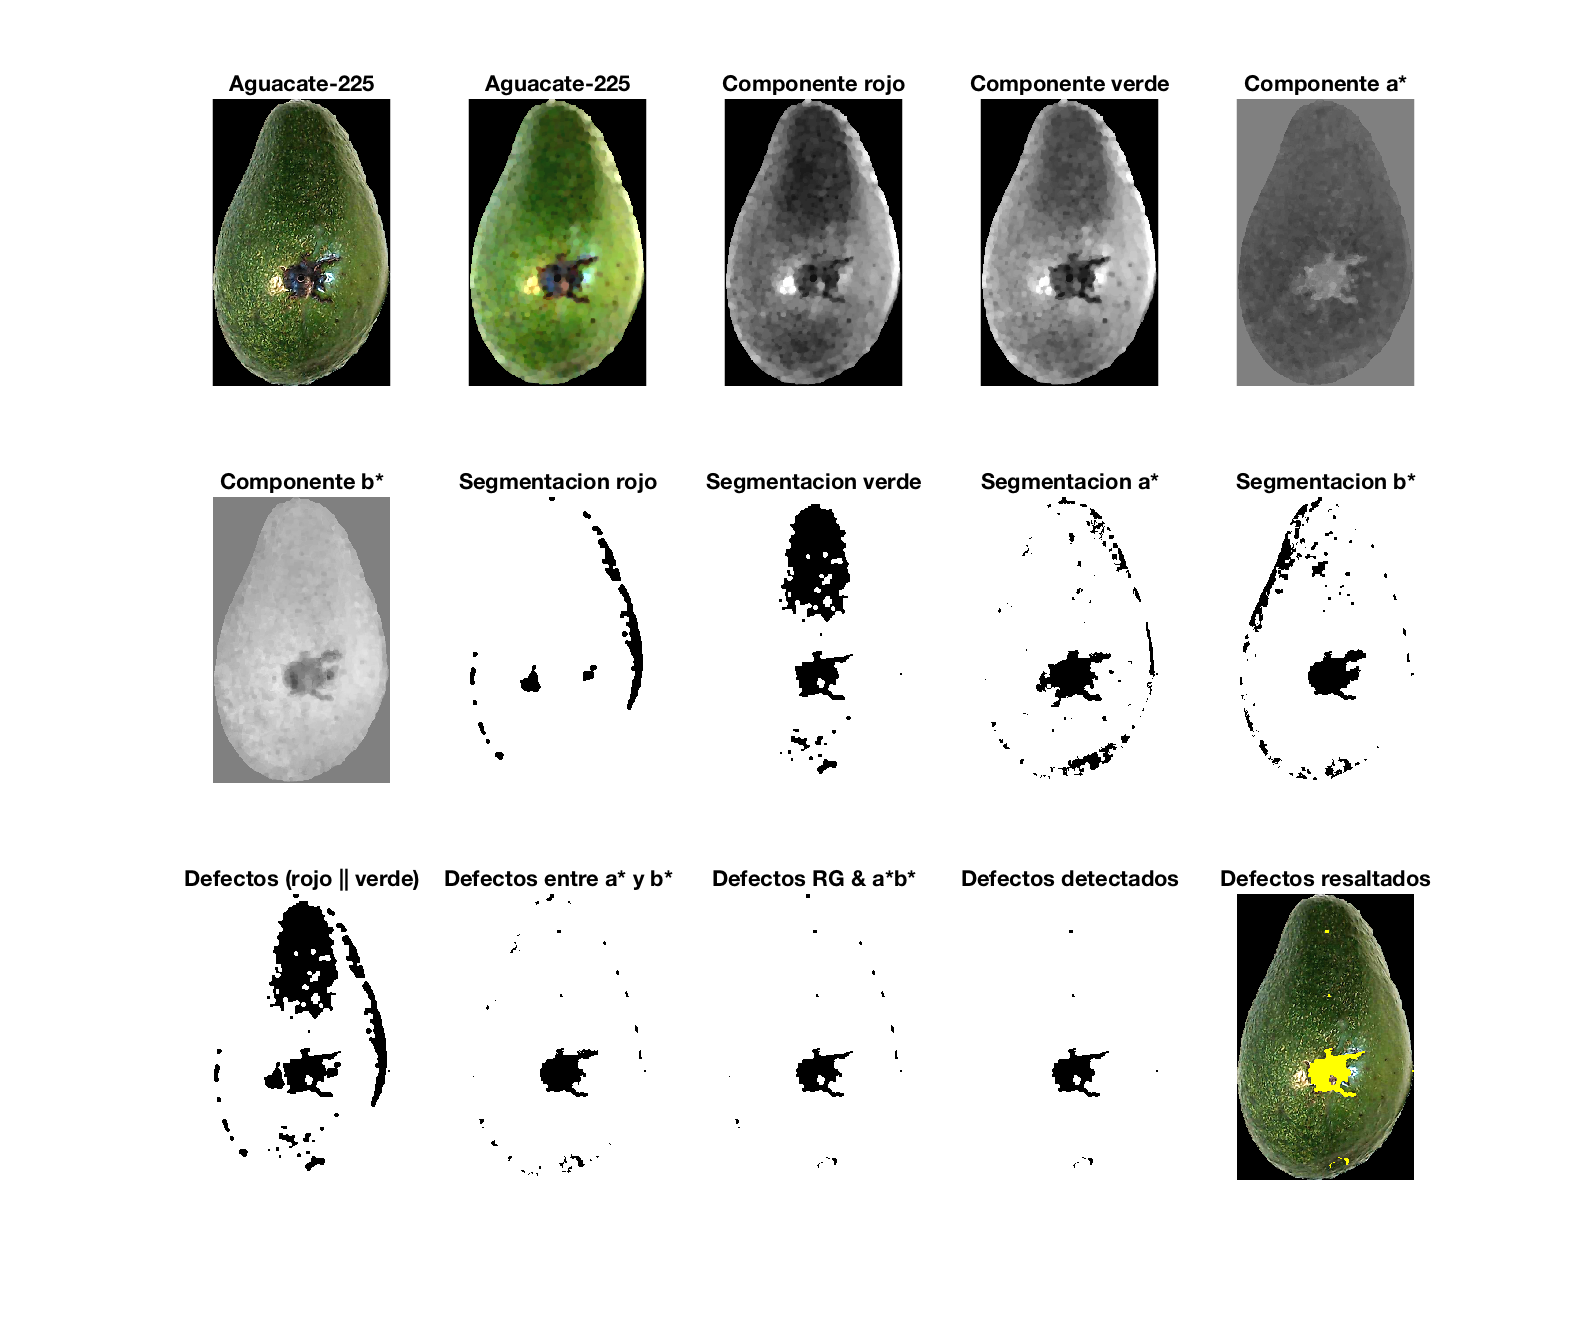 Aguacate-225
Aguacate-225
Componente rojo
Componente verde
Componente a*
Componente b*
Segmentacion rojo
Segmentacion verde
Segmentacion a*
Segmentacion b*
Defectos (rojo || verde)
Defectos entre a* y b*
Defectos RG & a*b*
Defectos detectados
Defectos resaltados